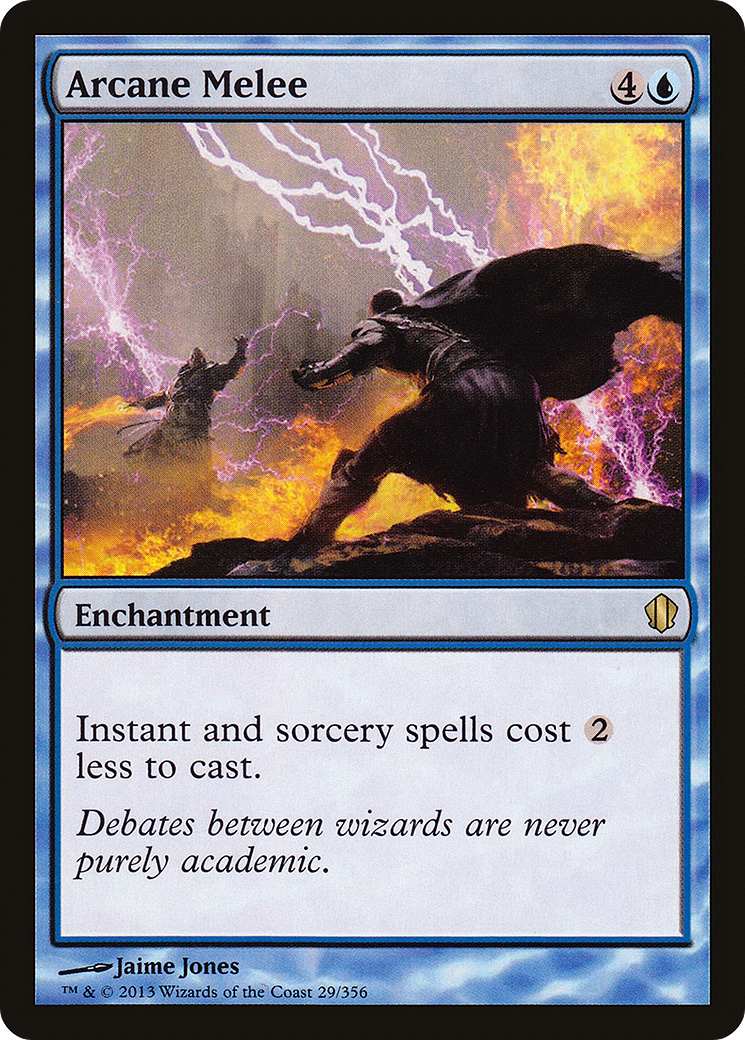 Arcane Melee 4
Enchantment
Instant and sorcery spells cost 2
less to cast.
Debates between wizards are never
purely academic.
Jaime Jones
™ & © 2013 Wizards of the Coast 29/356